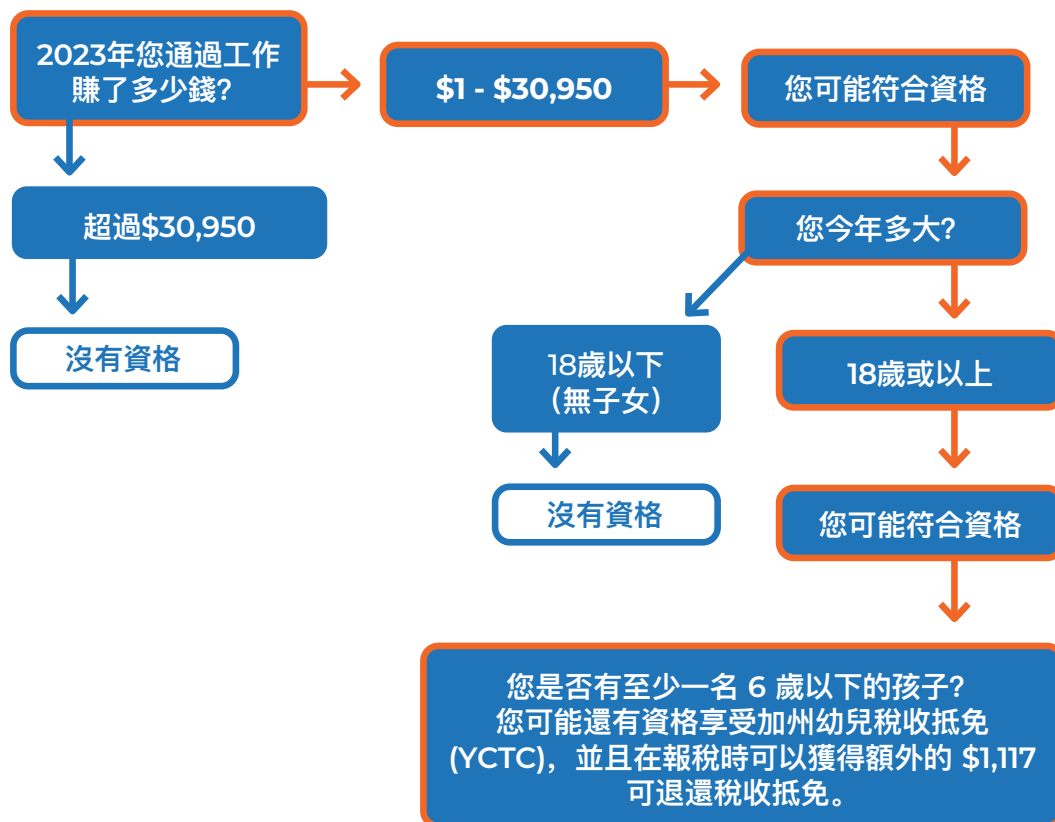 2023年您通過工作
賺了多少錢?
$1 - $30,950
您可能符合資格
超過$30,950
您今年多大?
沒有資格
18歲以下
(無子女)
18歲或以上
沒有資格
您可能符合資格
您是否有至少一名 6 歲以下的孩子?
您可能還有資格享受加州幼兒稅收抵免
(YCTC)，並且在報稅時可以獲得額外的 $1,117
可退還稅收抵免。